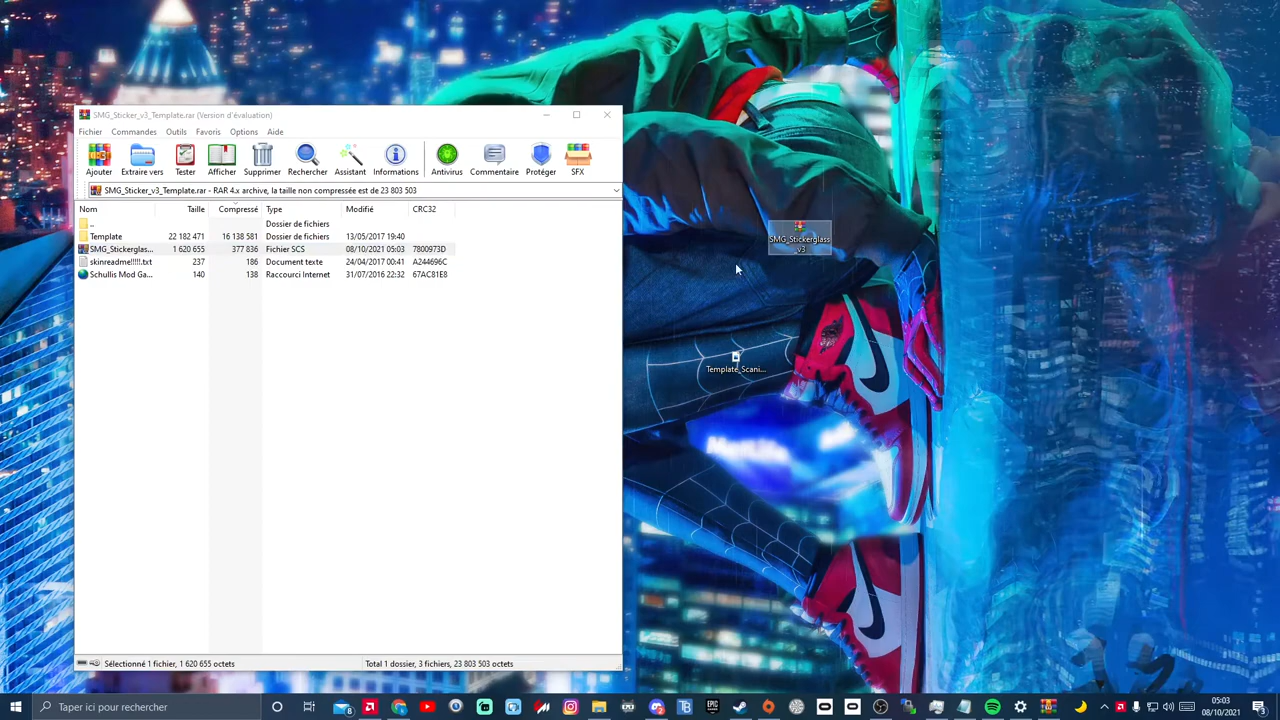 SMG_Sticker_v3_Template.rar (Version d'évaluation)
Fichier Commandes Outils Favoris Options Aide
Ajouter Extraire vers Tester Afficher Supprimer Rechercher Assistant Informations Antivirus Commentaire Protéger SFX
SMG_Sticker_v3_Template.rar - RAR 4.x archive, la taille non compressée est de 23 803 503
Nom Taille Compressé Type Modifié CRC32
.. Dossier de fichiers
Template 22 182 471 16 138 581 Dossier de fichiers 13/05/2017 19:40
SMG_Stickerglas... 1 620 655 377 836 Fichier SCS 08/10/2021 05:03 7800973D
skinreadme!!!!!.txt 237 186 Document texte 24/04/2017 00:41 A244696C
Schullis Mod Ga... 140 138 Raccourci Internet 31/07/2016 22:32 67AC81E8
SMG_Stickerglass
_v3
Template_Scani...
MetLife
Sélectionné 1 fichier, 1 620 655 octets
Total 1 dossier, 3 fichiers, 23 803 503 octets
Taper ici pour rechercher
05:03
08/10/2021